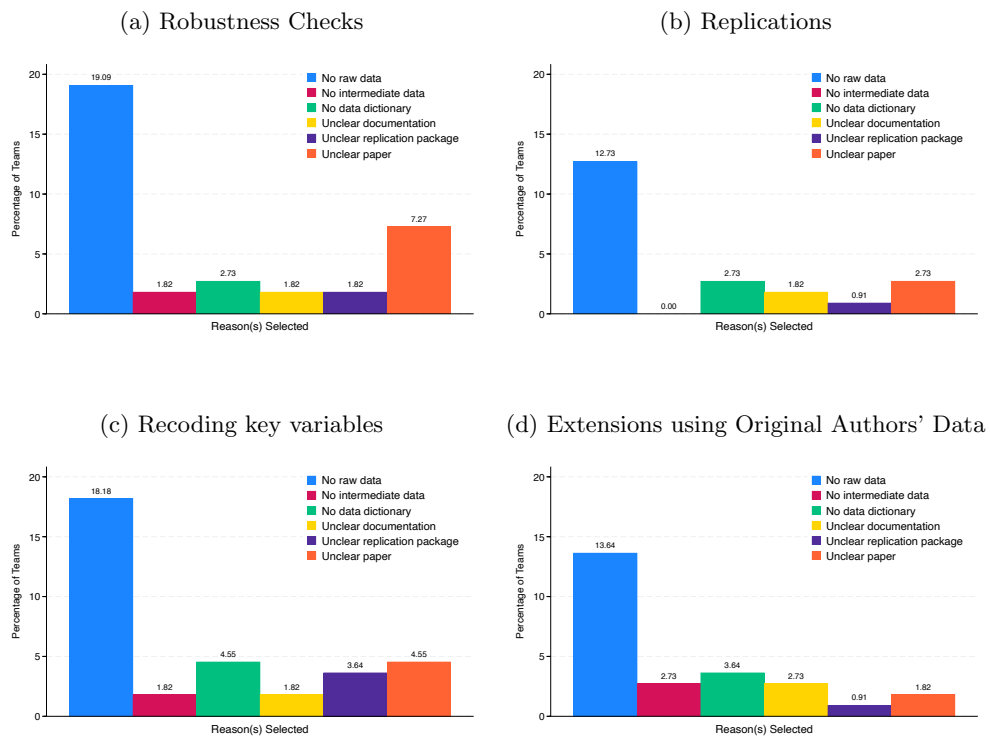 (a) Robustness Checks
20
15
10
5
0
Percentage of Teams
19.09
1.82
2.73
1.82
1.82
7.27
No raw data
No intermediate data
No data dictionary
Unclear documentation
Unclear replication package
Unclear paper
Reason(s) Selected
(b) Replications
20
15
10
5
0
Percentage of Teams
12.73
0.00
2.73
1.82
0.91
2.73
No raw data
No intermediate data
No data dictionary
Unclear documentation
Unclear replication package
Unclear paper
Reason(s) Selected
(c) Recoding key variables
20
15
10
5
0
Percentage of Teams
18.18
1.82
4.55
1.82
3.64
4.55
No raw data
No intermediate data
No data dictionary
Unclear documentation
Unclear replication package
Unclear paper
Reason(s) Selected
(d) Extensions using Original Authors’ Data
20
15
10
5
0
Percentage of Teams
13.64
2.73
3.64
2.73
0.91
1.82
No raw data
No intermediate data
No data dictionary
Unclear documentation
Unclear replication package
Unclear paper
Reason(s) Selected